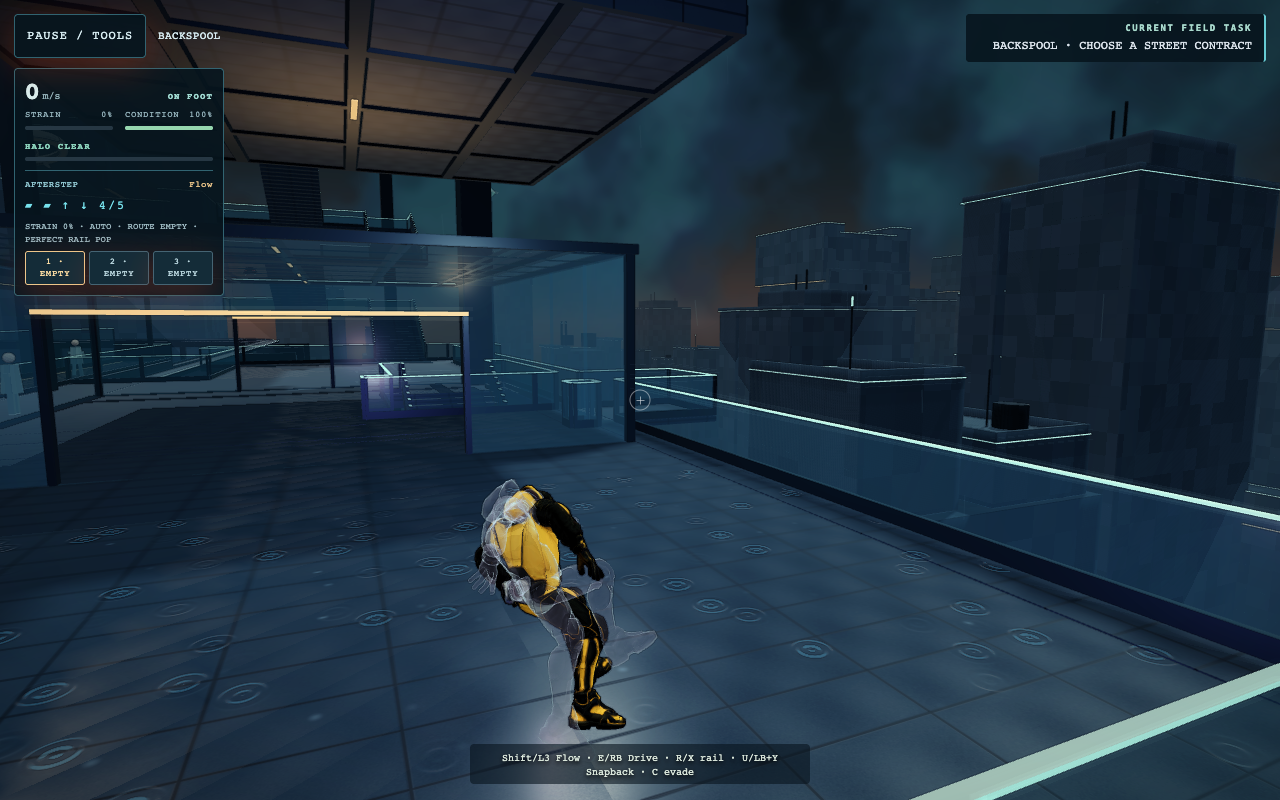 PAUSE / TOOLS
BACKSPOOL
CURRENT FIELD TASK
BACKSPOOL · CHOOSE A STREET CONTRACT
0 m/s
ON FOOT
STRAIN 0%
CONDITION 100%
HALO CLEAR
AFTERSTEP
Flow
▰ ▰ ↑ ↓ 4/5
STRAIN 0% · AUTO · ROUTE EMPTY ·
PERFECT RAIL POP
1 ·
EMPTY
2 ·
EMPTY
3 ·
EMPTY
Shift/L3 Flow · E/RB Drive · R/X rail · U/LB+Y
Snapback · C evade